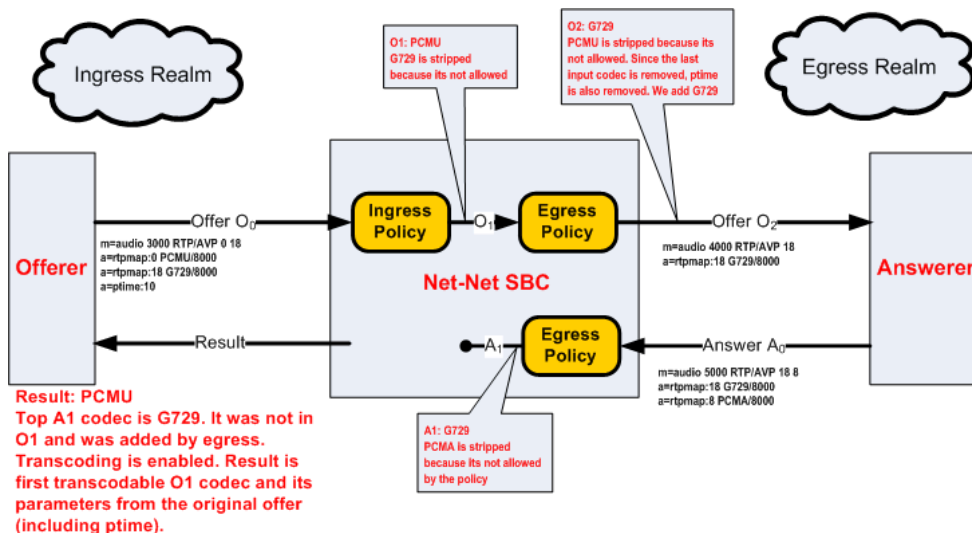 Ingress Realm
O1: PCMU
G729 is stripped
because its not allowed
O2: G729
PCMU is stripped because its
not allowed. Since the last
input codec is removed, ptime
is also removed. We add G729
Egress Realm
Offerer
Offer O0
m=audio 3000 RTP/AVP 0 18
a=rtpmap:0 PCMU/8000
a=rtpmap:18 G729/8000
a=ptime:10
Ingress
Policy
O1
Egress
Policy
Net-Net SBC
Offer O2
m=audio 4000 RTP/AVP 18
a=rtpmap:18 G729/8000
Answerer
Result
A1
Egress
Policy
Answer A0
m=audio 5000 RTP/AVP 18 8
a=rtpmap:18 G729/8000
a=rtpmap:8 PCMA/8000
Result: PCMU
Top A1 codec is G729. It was not in
O1 and was added by egress.
Transcoding is enabled. Result is
first transcodable O1 codec and its
parameters from the original offer
(including ptime).
A1: G729
PCMA is stripped
because its not allowed
by the policy